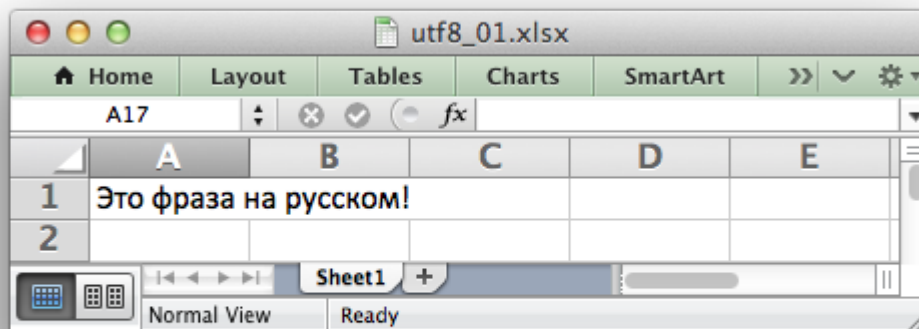 utf8_01.xlsx
Home Layout Tables Charts SmartArt
A17 fx
A B C D E
1 Это фраза на русском!
2
Sheet1
Normal View Ready